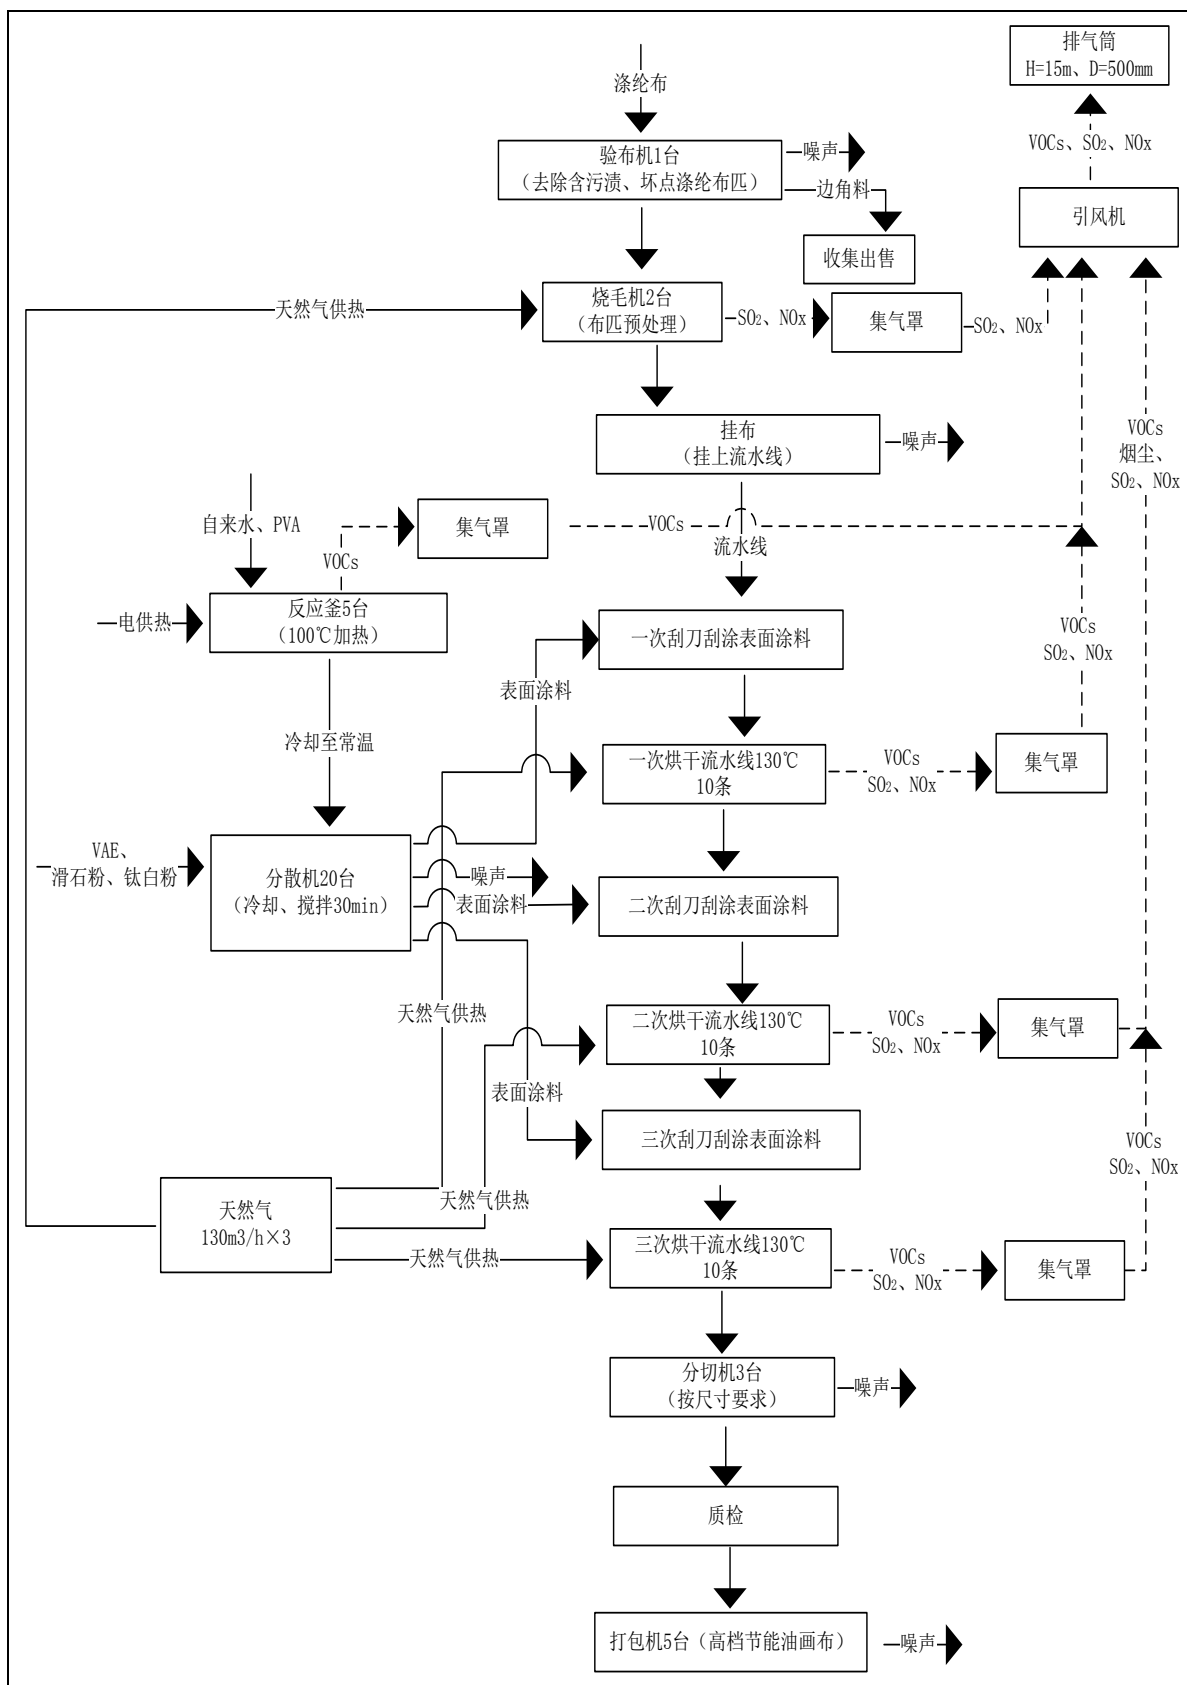 排气筒
H=15m、D=500mm
涤纶布
VOCs、SO₂、NOx
验布机1台
（去除含污渍、坏点涤纶布匹）
噪声
边角料
引风机
收集出售
天然气供热
烧毛机2台
（布匹预处理）
SO₂、NOx
集气罩
SO₂、NOx
挂布
（挂上流水线）
噪声
VOCs
烟尘、
SO₂、NOx
自来水、PVA
集气罩
VOCs
流水线
VOCs
电供热
反应釜5台
（100℃加热）
一次刮刀刮涂表面涂料
VOCs
SO₂、NOx
表面涂料
冷却至常温
一次烘干流水线130℃
10条
VOCs
SO₂、NOx
集气罩
VAE、
滑石粉、钛白粉
分散机20台
（冷却、搅拌30min）
噪声
表面涂料
二次刮刀刮涂表面涂料
天然气供热
二次烘干流水线130℃
10条
VOCs
SO₂、NOx
集气罩
表面涂料
三次刮刀刮涂表面涂料
VOCs
SO₂、NOx
天然气
130m3/h×3
天然气供热
天然气供热
三次烘干流水线130℃
10条
VOCs
SO₂、NOx
集气罩
分切机3台
（按尺寸要求）
噪声
质检
打包机5台（高档节能油画布）
噪声